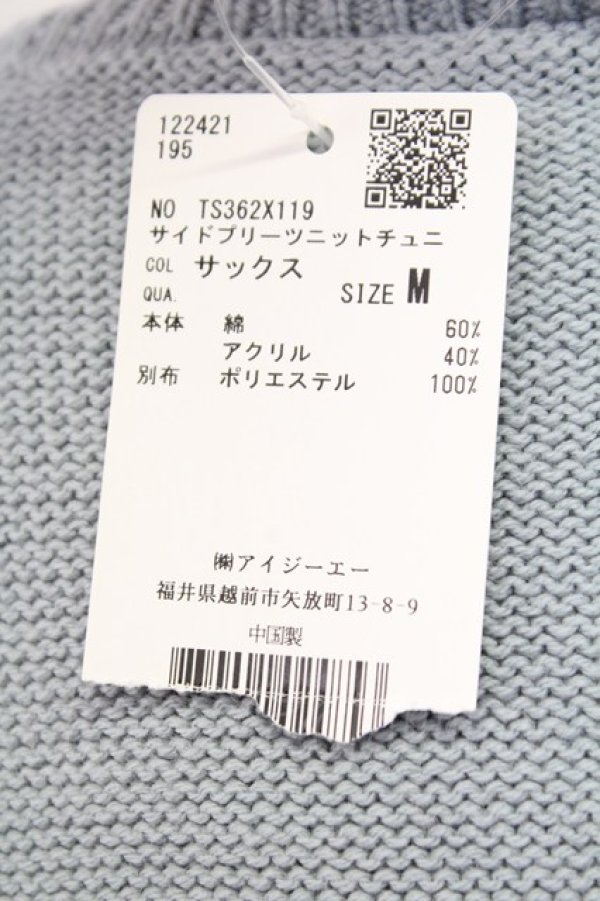 122421
195
NO TS362X119
サイドプリーツニットチュニ
COL サックス
QUA. SIZE M
本体 綿 60%
アクリル 40%
別布 ポリエステル 100%
㈱アイジーエー
福井県越前市矢放町13-8-9
中国製